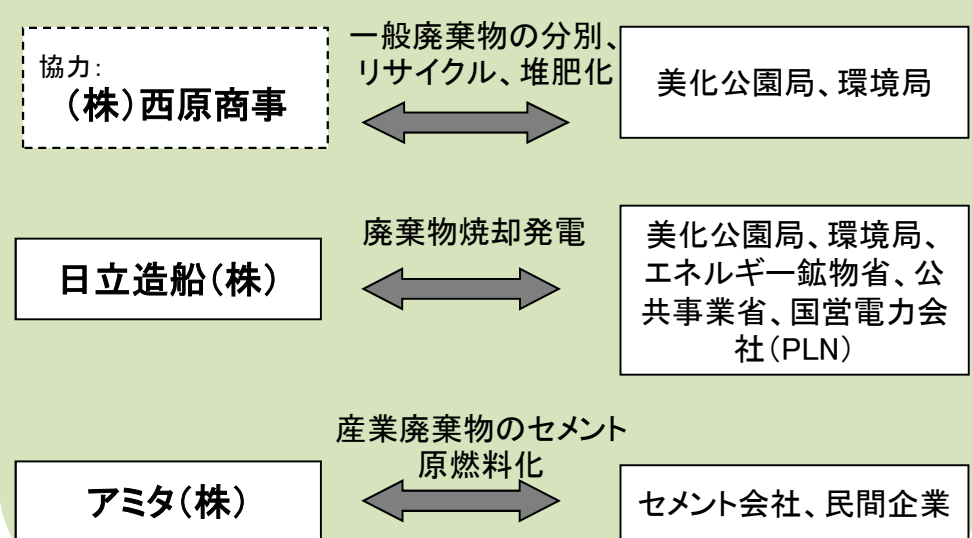 協力:
(株)西原商事
一般廃棄物の分別、
リサイクル、堆肥化
美化公園局、環境局
日立造船(株)
廃棄物焼却発電
美化公園局、環境局、
エネルギー鉱物省、公
共事業省、国営電力会
社(PLN)
アミタ(株)
産業廃棄物のセメント
原燃料化
セメント会社、民間企業